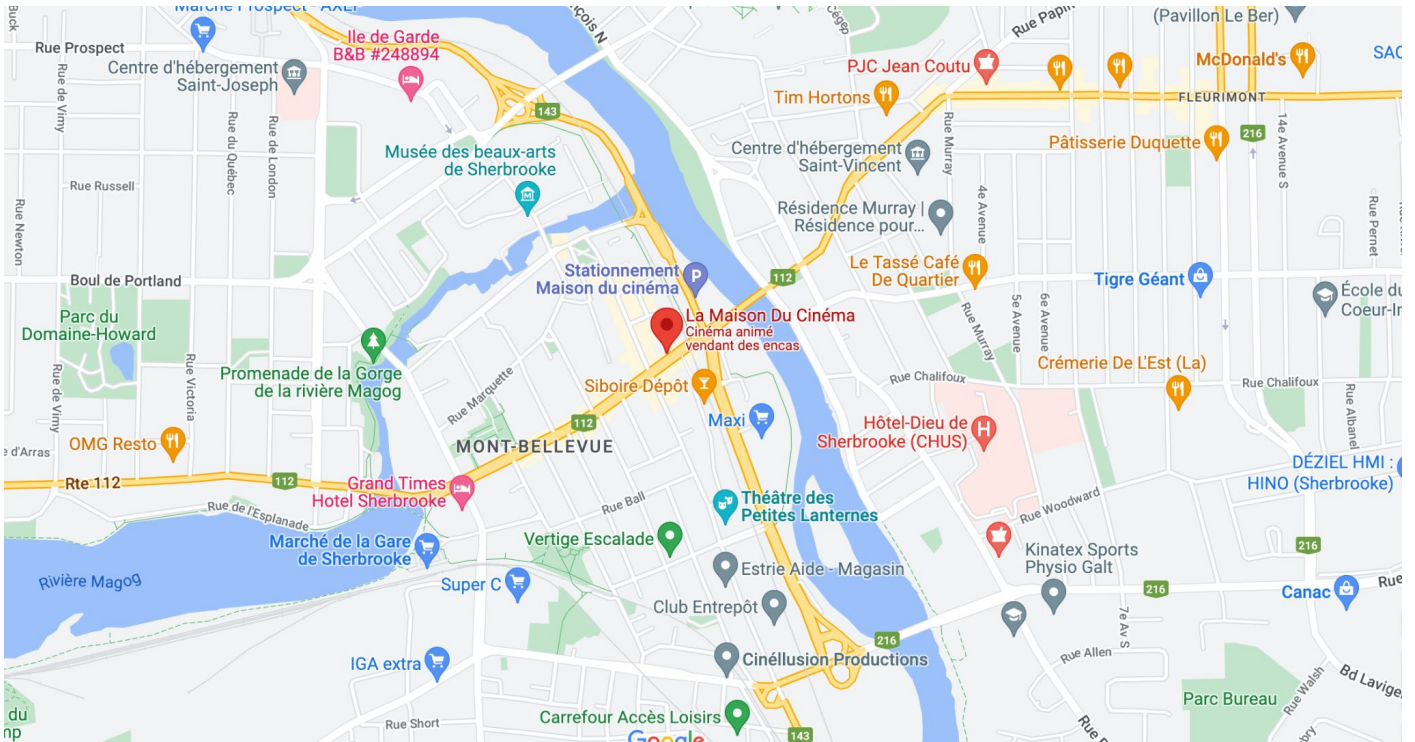 Buck
Marché Prospect - AXEP
Rue Prospect
Centre d'hébergement
Saint-Joseph
Ile de Garde
B&B #248894
Cégep
Rue Papin
(Pavillon Le Ber)
PJC Jean Coutu
McDonald's
SAC
Tim Hortons
FLEURIMONT
143
216
Rue de Vimy
Rue du Québec
Rue de London
Musée des beaux-arts
de Sherbrooke
Centre d'hébergement
Saint-Vincent
Rue Murray
Pâtisserie Duquette
14e Avenue S
Rue Russell
Rue Newton
Résidence Murray |
Résidence pour...
4e Avenue
Rue Pernet
Boul de Portland
Stationnement
Maison du cinéma
P
112
Le Tassé Café
De Quartier
Tigre Géant
École du
Coeur-Im
Parc du
Domaine-Howard
La Maison Du Cinéma
Cinéma animé
vendant des encas
5e Avenue
6e Avenue
Rue Murray
Promenade de la Gorge
de la rivière Magog
Rue Marquette
Siboire Dépôt
Rue Chalifoux
Crémerie De L'Est (La)
Rue Chalifoux
Rue de Vimy
Rue Victoria
Maxi
112
Hôtel-Dieu de
Sherbrooke (CHUS)
H
Rue Albanel
OMG Resto
e d'Arras
MONT-BELLEVUE
DÉZIEL HMI :
HINO (Sherbrooke)
Rte 112
112
Grand Times
Hotel Sherbrooke
Rue Ball
Théâtre des
Petites Lanternes
Rue Woodward
Rue de l'Esplanade
Marché de la Gare
de Sherbrooke
Vertige Escalade
Kinatex Sports
Physio Galt
216
Rivière Magog
Super C
Estrie Aide - Magasin
216
Canac
Rue
Club Entrepôt
7e Av S
216
IGA extra
Cinéllusion Productions
Rue Allen
Bd Lavige
Parc Bureau
Rue Walsh
du
Rue Short
Carrefour Accès Loisirs
143
Google